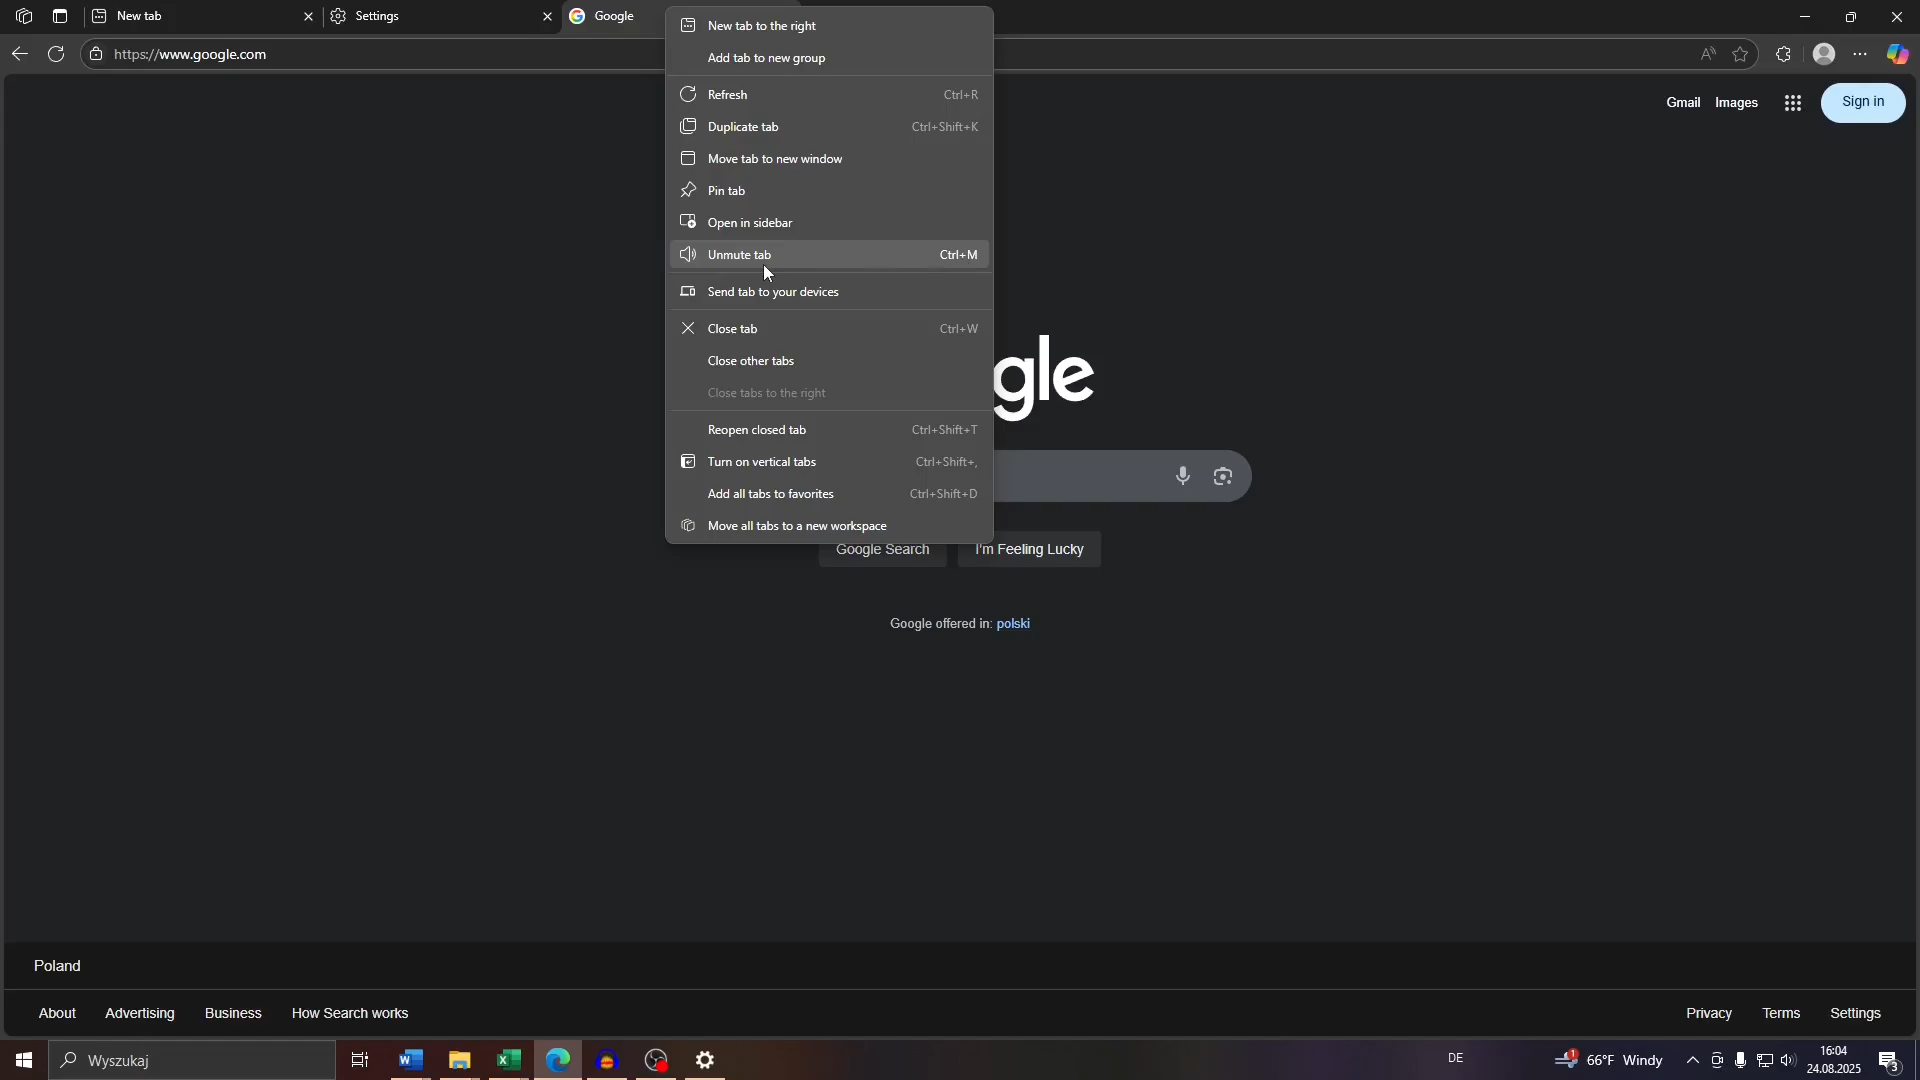 New tab
Settings
Google
https://www.google.com
New tab to the right
Add tab to new group
Refresh Ctrl+R
Duplicate tab Ctrl+Shift+K
Move tab to new window
Pin tab
Open in sidebar
Unmute tab Ctrl+M
Send tab to your devices
Close tab Ctrl+W
Close other tabs
Close tabs to the right
Reopen closed tab Ctrl+Shift+T
Turn on vertical tabs Ctrl+Shift+,
Add all tabs to favorites Ctrl+Shift+D
Move all tabs to a new workspace
Gmail Images Sign in
gle
Google Search I'm Feeling Lucky
Google offered in: polski
Poland
About Advertising Business How Search works
Privacy Terms Settings
Wyszukaj
DE
1
66°F Windy
16:04
24.08.2025
3